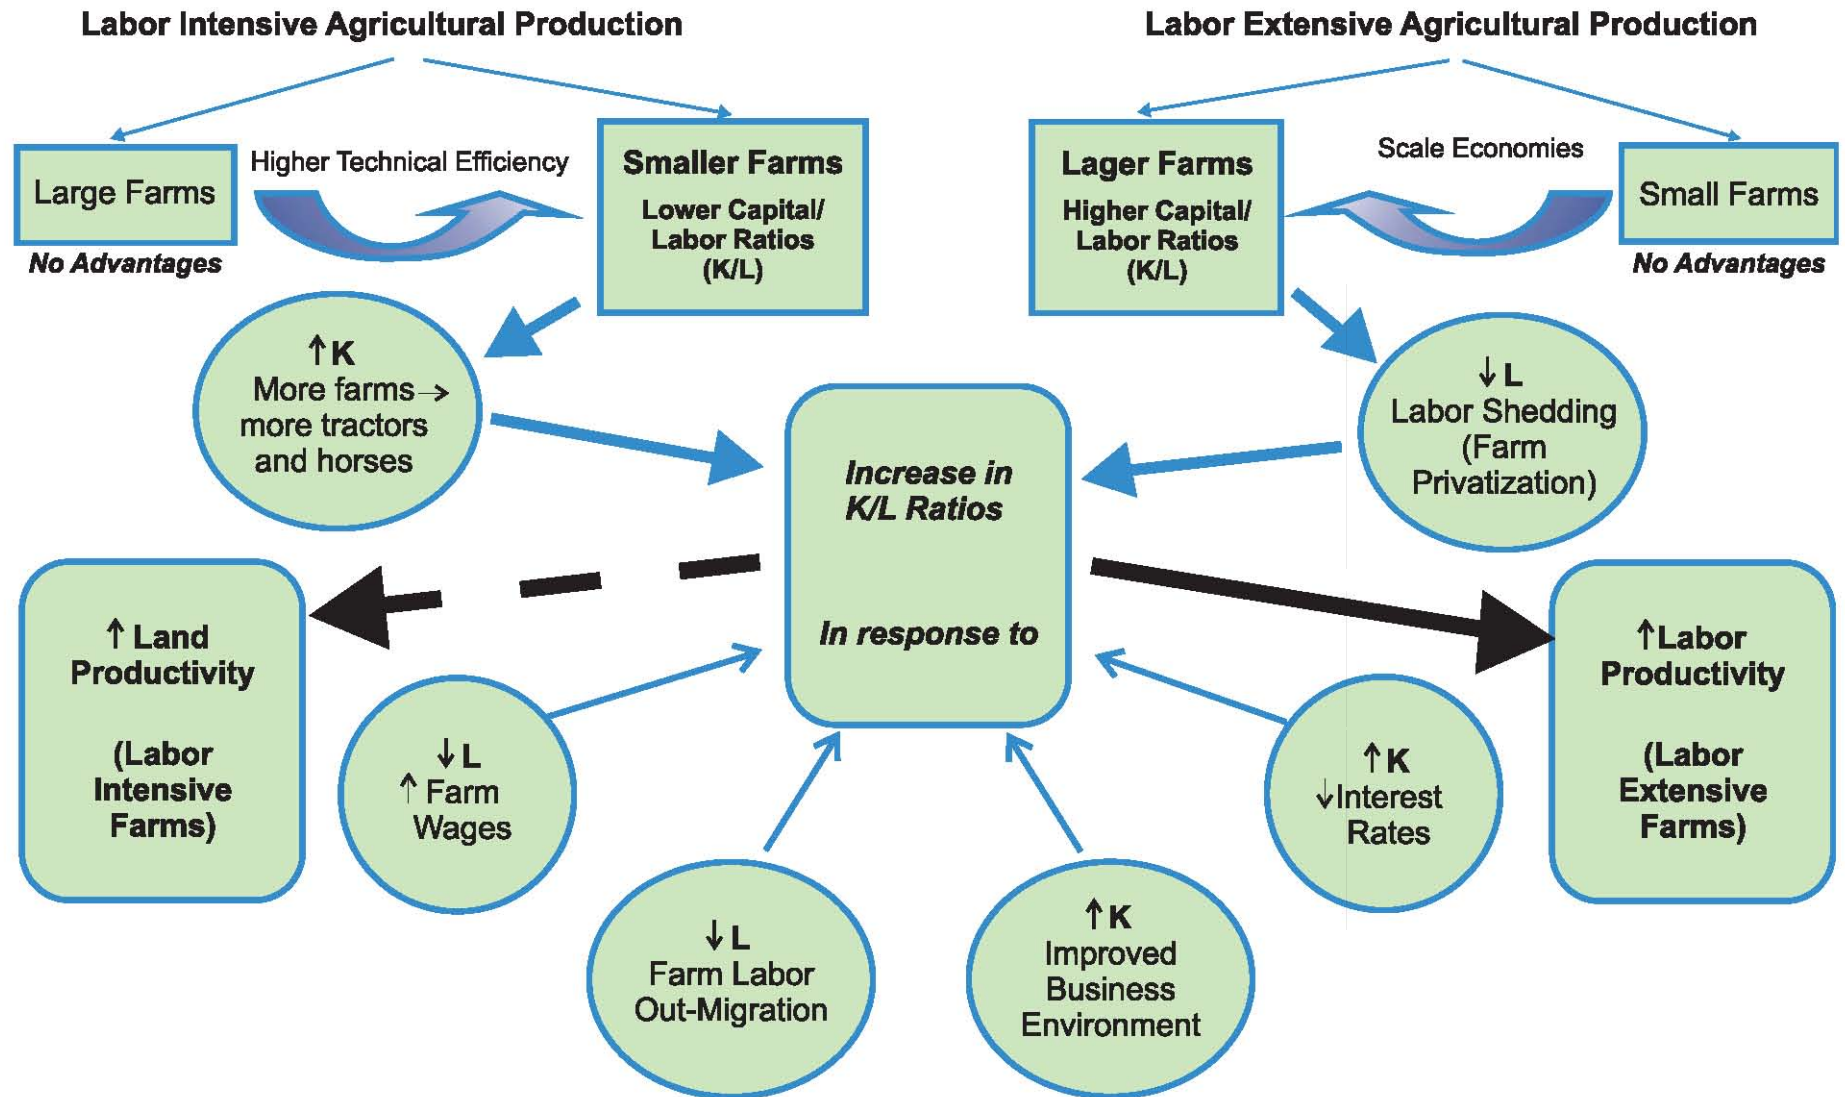 Labor Intensive Agricultural Production
Labor Extensive Agricultural Production
Large Farms
No Advantages
Higher Technical Efficiency
Smaller Farms
Lower Capital/
Labor Ratios
(K/L)
Lager Farms
Higher Capital/
Labor Ratios
(K/L)
Scale Economies
Small Farms
No Advantages
↑K
More farms→
more tractors
and horses
Increase in
K/L Ratios
In response to
↓L
Labor Shedding
(Farm
Privatization)
↑Land
Productivity
(Labor
Intensive
Farms)
↓L
↑Farm
Wages
↓L
Farm Labor
Out-Migration
↑K
Improved
Business
Environment
↑K
↓Interest
Rates
↑Labor
Productivity
(Labor
Extensive
Farms)